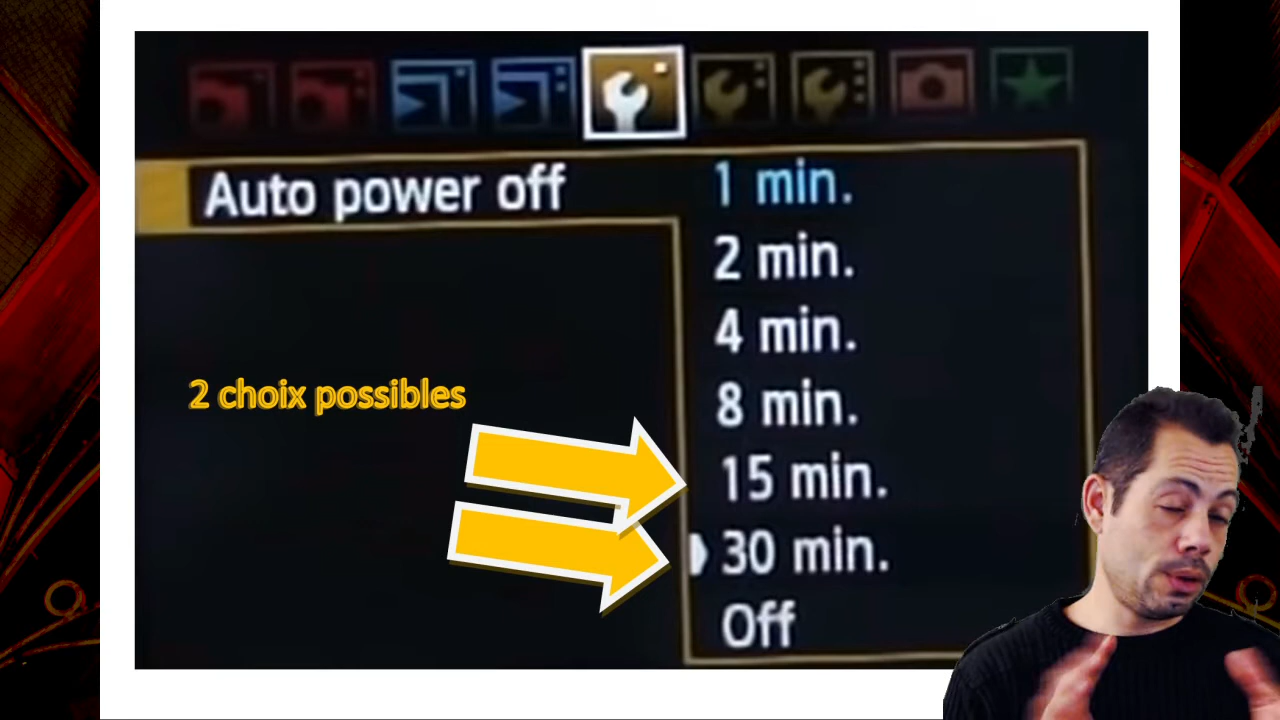 Auto power off
1 min.
2 min.
4 min.
8 min.
15 min.
30 min.
Off
2 choix possibles